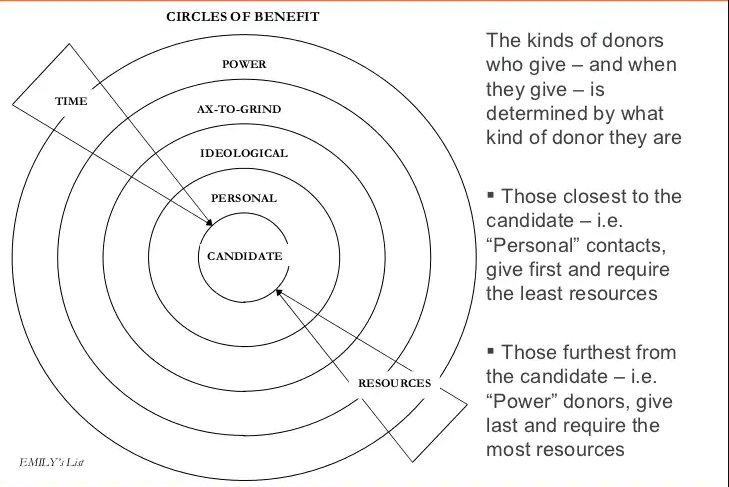 CIRCLES OF BENEFIT
POWER
TIME
AX-TO-GRIND
IDEOLOGICAL
PERSONAL
CANDIDATE
RESOURCES
EMILY's List
The kinds of donors
who give – and when
they give – is
determined by what
kind of donor they are
▪ Those closest to the
candidate – i.e.
“Personal” contacts,
give first and require
the least resources
▪ Those furthest from
the candidate – i.e.
“Power” donors, give
last and require the
most resources